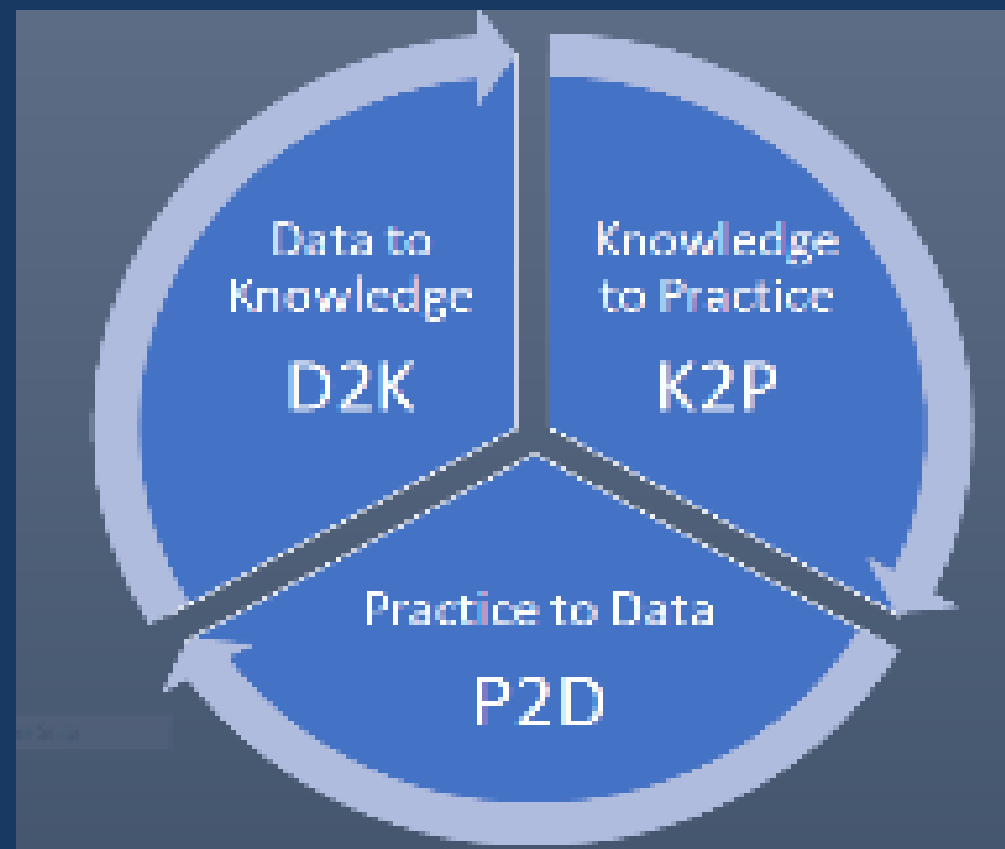 Data to
Knowledge
D2K
Knowledge
to Practice
K2P
Practice to Data
P2D